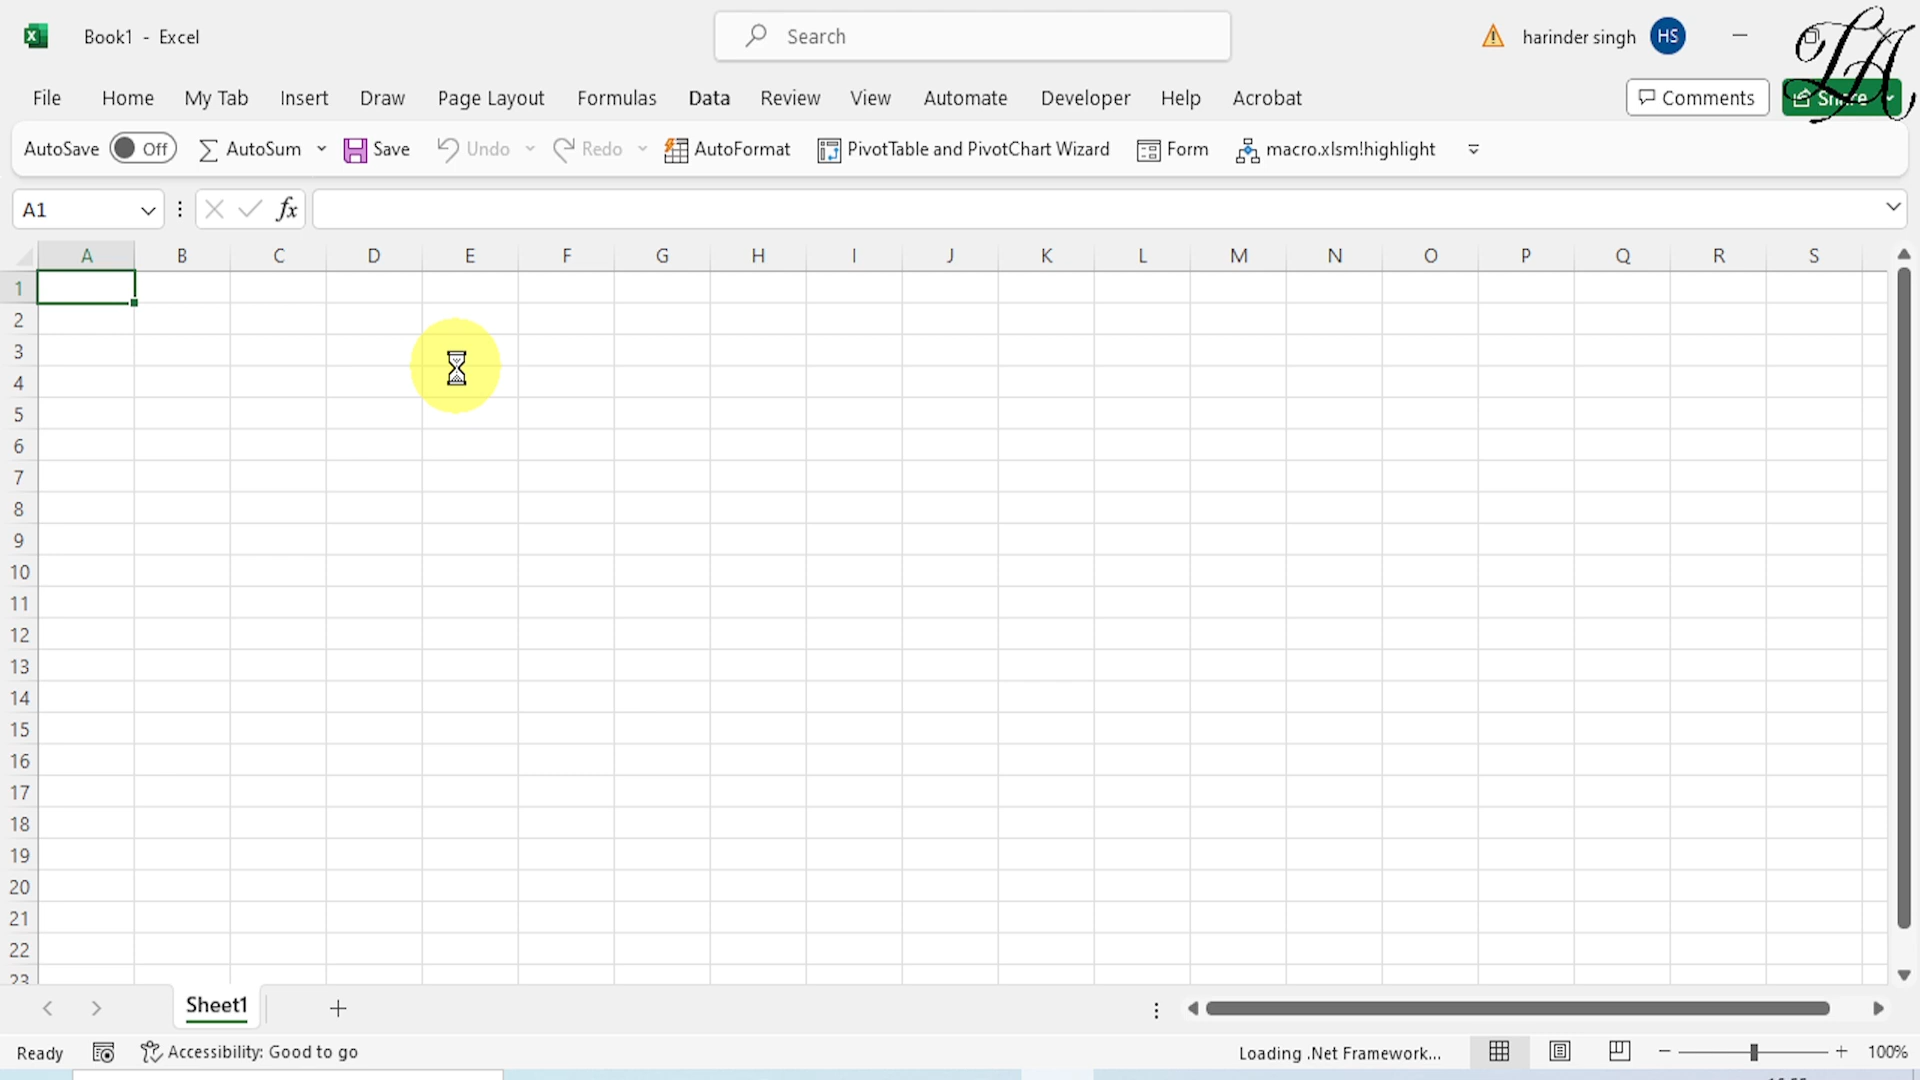 Book1 - Excel
Search
harinder singh HS
File Home My Tab Insert Draw Page Layout Formulas Data Review View Automate Developer Help Acrobat
Comments
LA
AutoSave Off AutoSum Save Undo Redo AutoFormat PivotTable and PivotChart Wizard Form macro.xlsm!highlight
A1 fx
A B C D E F G H I J K L M N O P Q R S
1
2
3
4
5
6
7
8
9
10
11
12
13
14
15
16
17
18
19
20
21
22
23
Sheet1
Ready Accessibility: Good to go Loading .Net Framework... 100%